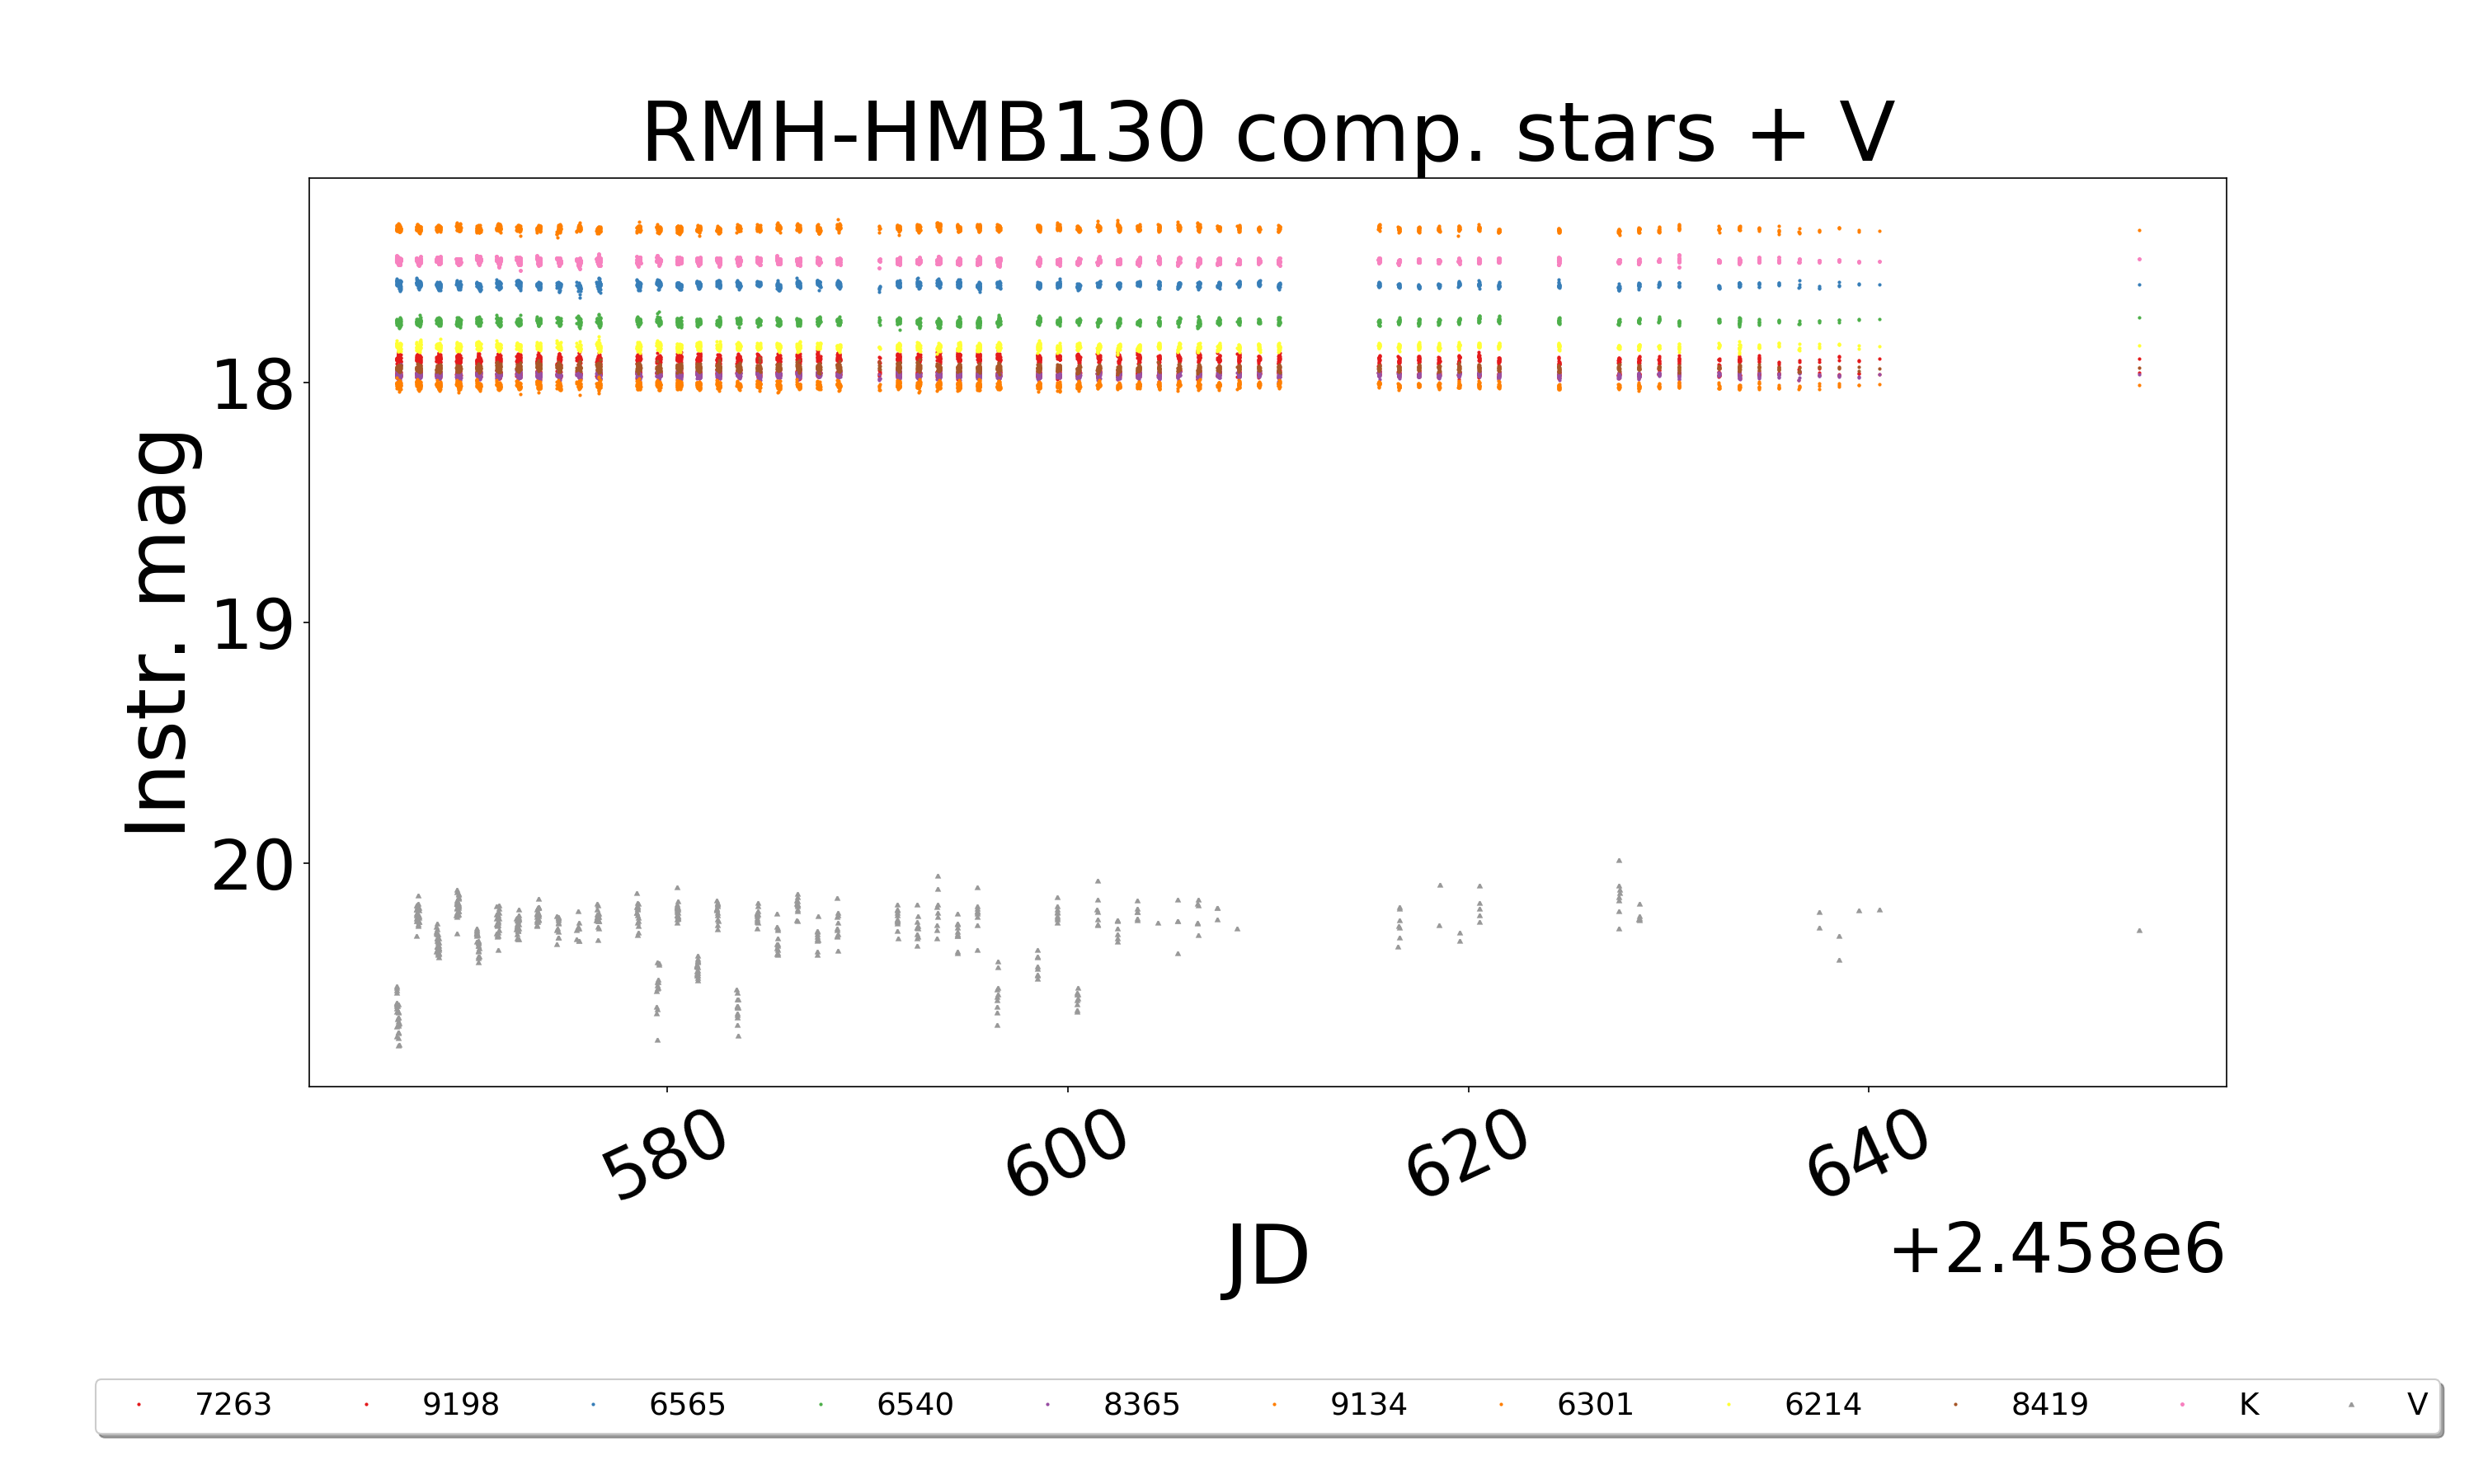 RMH-HMB130 comp. stars + V
Instr. mag
18
19
20
580
600
620
640
JD
+2.458e6
7263 9198 6565 6540 8365 9134 6301 6214 8419 K V